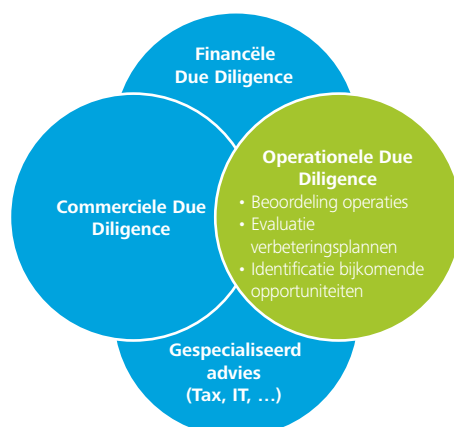 Financële
Due Diligence
Commerciele Due
Diligence
Operationele Due
Diligence
• Beoordeling operaties
• Evaluatie
verbeteringsplannen
• Identificatie bijkomende
opportuniteiten
Gespecialiseerd
advies
(Tax, IT, ...)